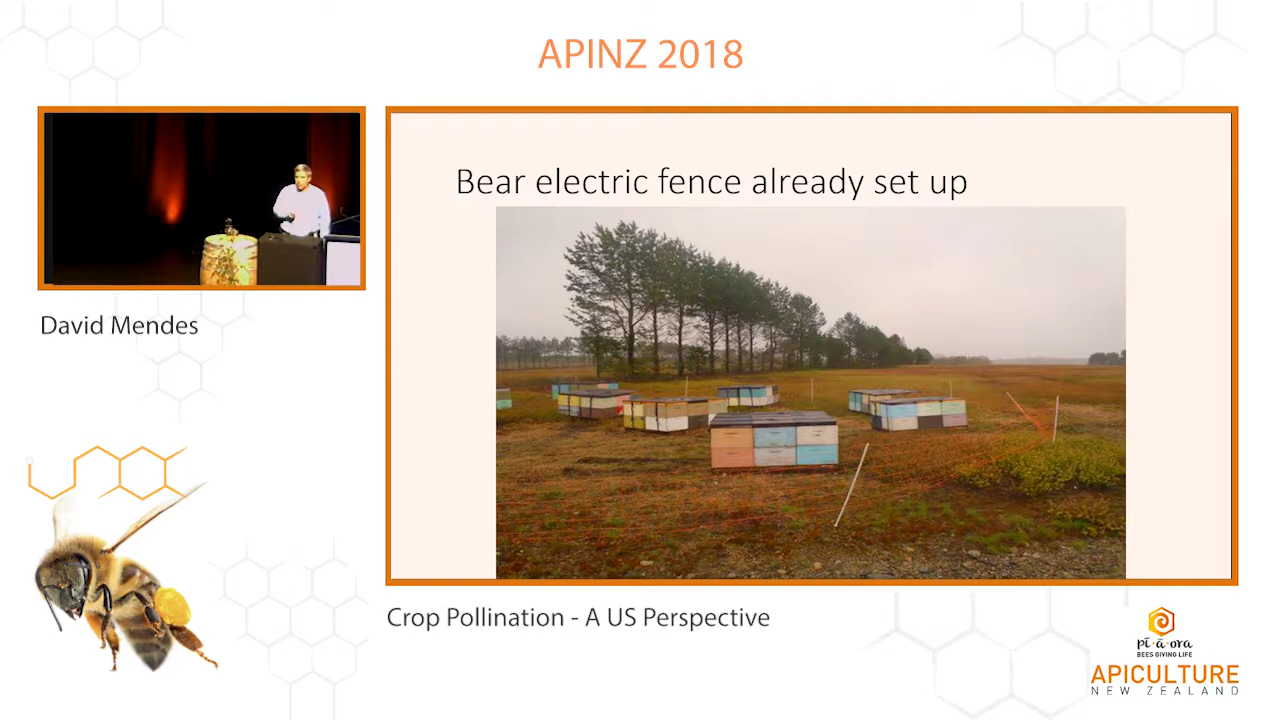 APINZ 2018
Bear electric fence already set up
David Mendes
Crop Pollination - A US Perspective
pī·ā·ora
BEES GIVING LIFE
APICULTURE
NEW ZEALAND